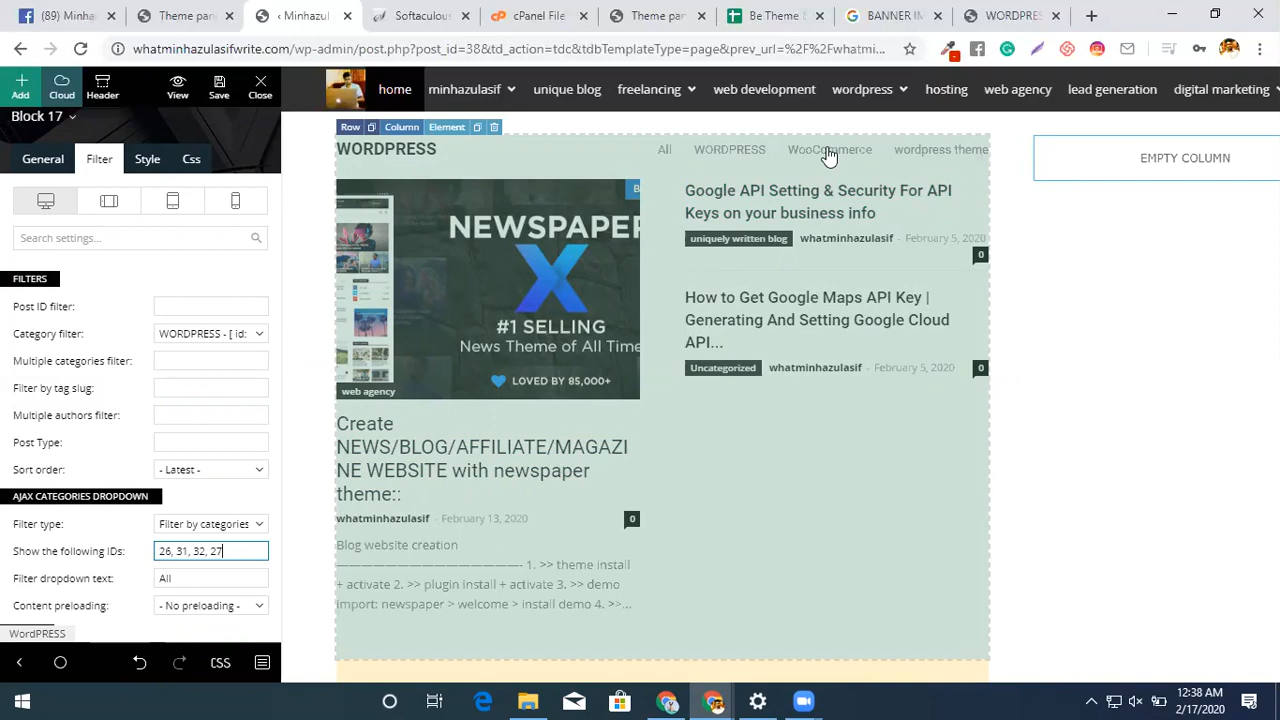 Theme pan
‹ Minhazul
Softaculous
cPanel File
Theme pan
Be Theme S
BANNER IM
WORDPRES
whatminhazulasifwrite.com/wp-admin/post.php?post_id=38&td_action=tdc&tdbTemplateType=page&prev_url=%2F%2Fwhatmi...
Add
Cloud
Header
View
Save
Close
home
minhazulasif
unique blog
freelancing
web development
wordpress
hosting
web agency
lead generation
digital marketing
Block 17
General
Filter
Style
Css
Row
Column
Element
WORDPRESS
All
WORDPRESS
WooCommerce
wordpress theme
EMPTY COLUMN
Search settings...
FILTERS
Post ID filter:
Category filter:
WORDPRESS - [ id:
Multiple categories filter:
Filter by tag slug:
Multiple authors filter:
Post Type:
Sort order:
- Latest -
AJAX CATEGORIES DROPDOWN
Filter type:
Filter by categories
Show the following IDs:
26, 31, 32, 27
Filter dropdown text:
All
Content preloading:
- No preloading -
WordPRESS
CSS
B
NEWSPAPER
X
#1 SELLING
News Theme of All Time
LOVED BY 85,000+
web agency
Create
NEWS/BLOG/AFFILIATE/MAGAZI
NE WEBSITE with newspaper
theme::
whatminhazulasif - February 13, 2020
0
Blog website creation
——————————————- 1. >> theme install
+ activate 2. >> plugin install + activate 3. >> demo
import: newspaper > welcome > install demo 4. >>...
Google API Setting & Security For API
Keys on your business info
uniquely written blog whatminhazulasif - February 5, 2020
0
How to Get Google Maps API Key |
Generating And Setting Google Cloud
API...
Uncategorized whatminhazulasif - February 5, 2020
0
12:38 AM
2/17/2020